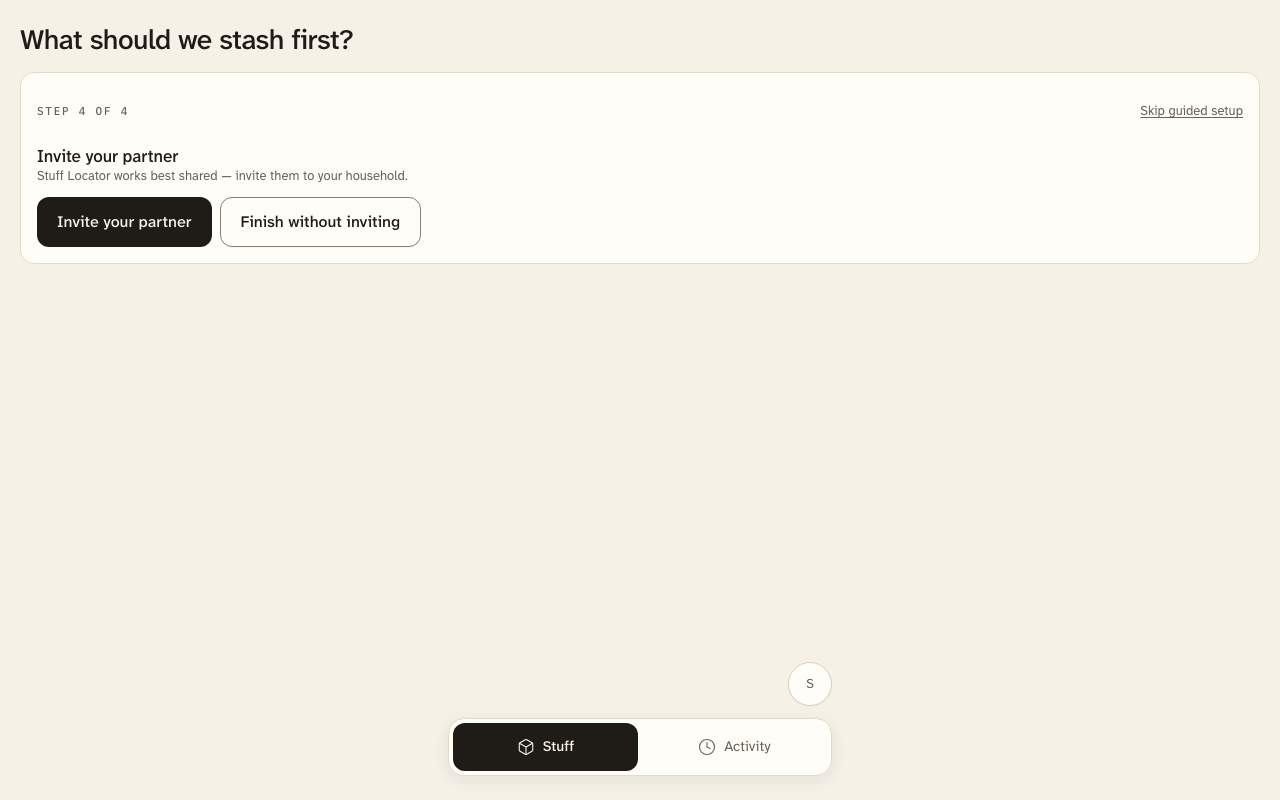 What should we stash first?
STEP 4 OF 4
Skip guided setup
Invite your partner
Stuff Locator works best shared — invite them to your household.
Invite your partner
Finish without inviting
S
Stuff
Activity